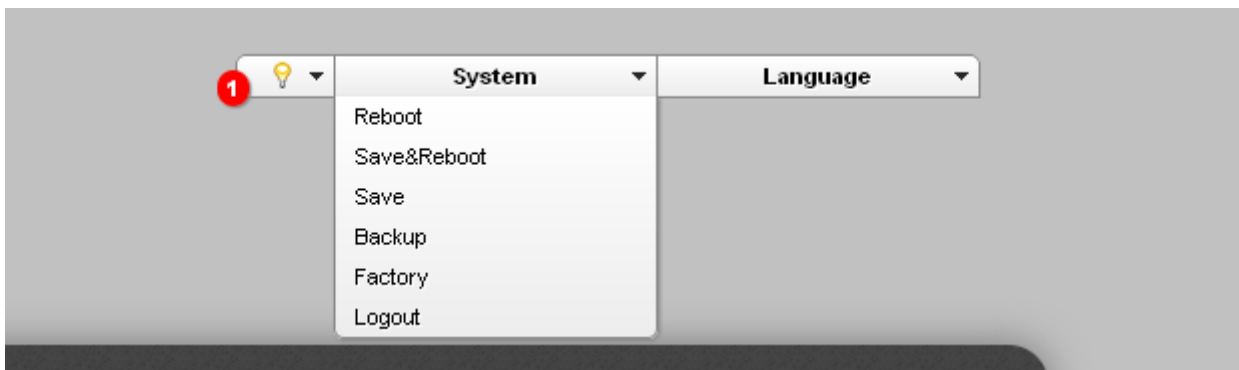 1 System Language
Reboot
Save&Reboot
Save
Backup
Factory
Logout